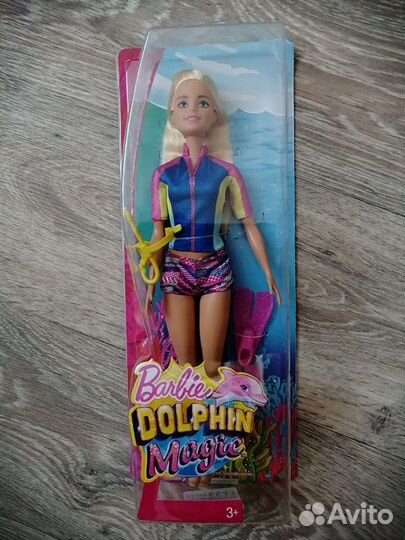 Barbie
DOLPHIN
Magic
3+
Avito